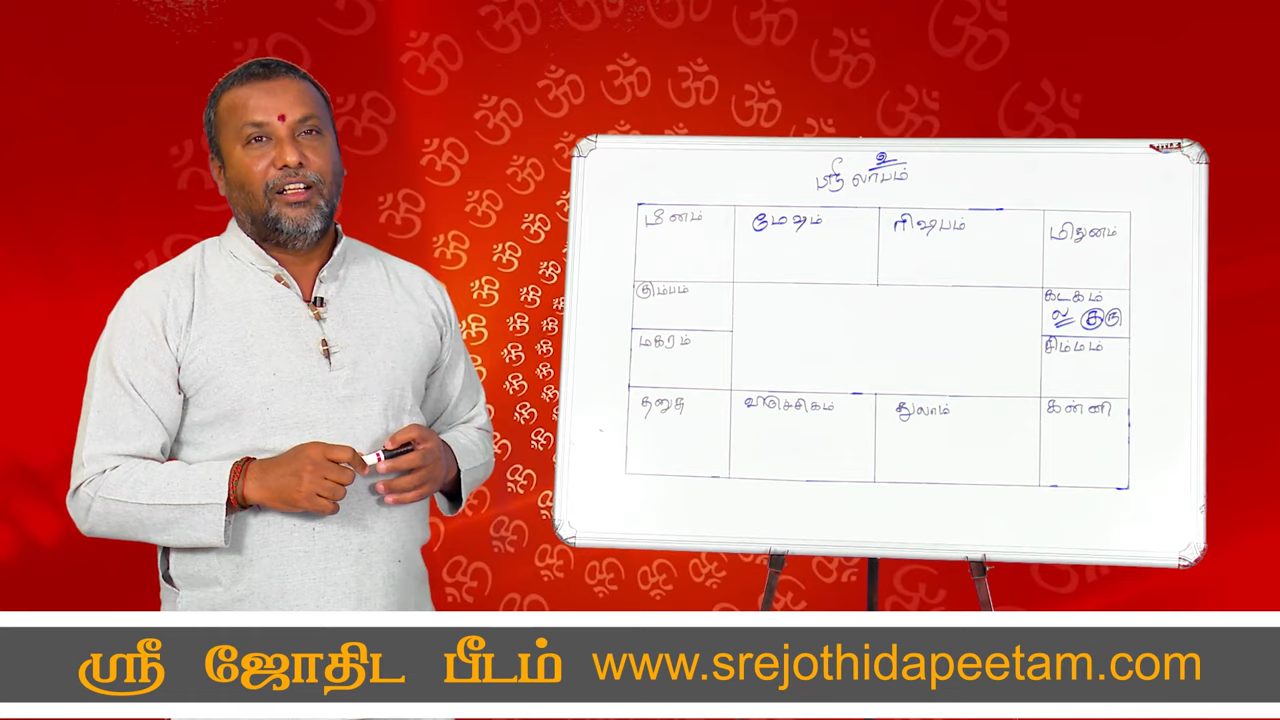 உ
ஸ்ரீ லாபம்
மீனம் மேஷம் ரிஷபம் மிதுனம்
கும்பம் கடகம்
ல குரு
மகரம் சிம்மம்
தனுசு விருச்சிகம் துலாம் கன்னி
ஸ்ரீ ஜோதிட பீடம் www.srejothidapeetam.com